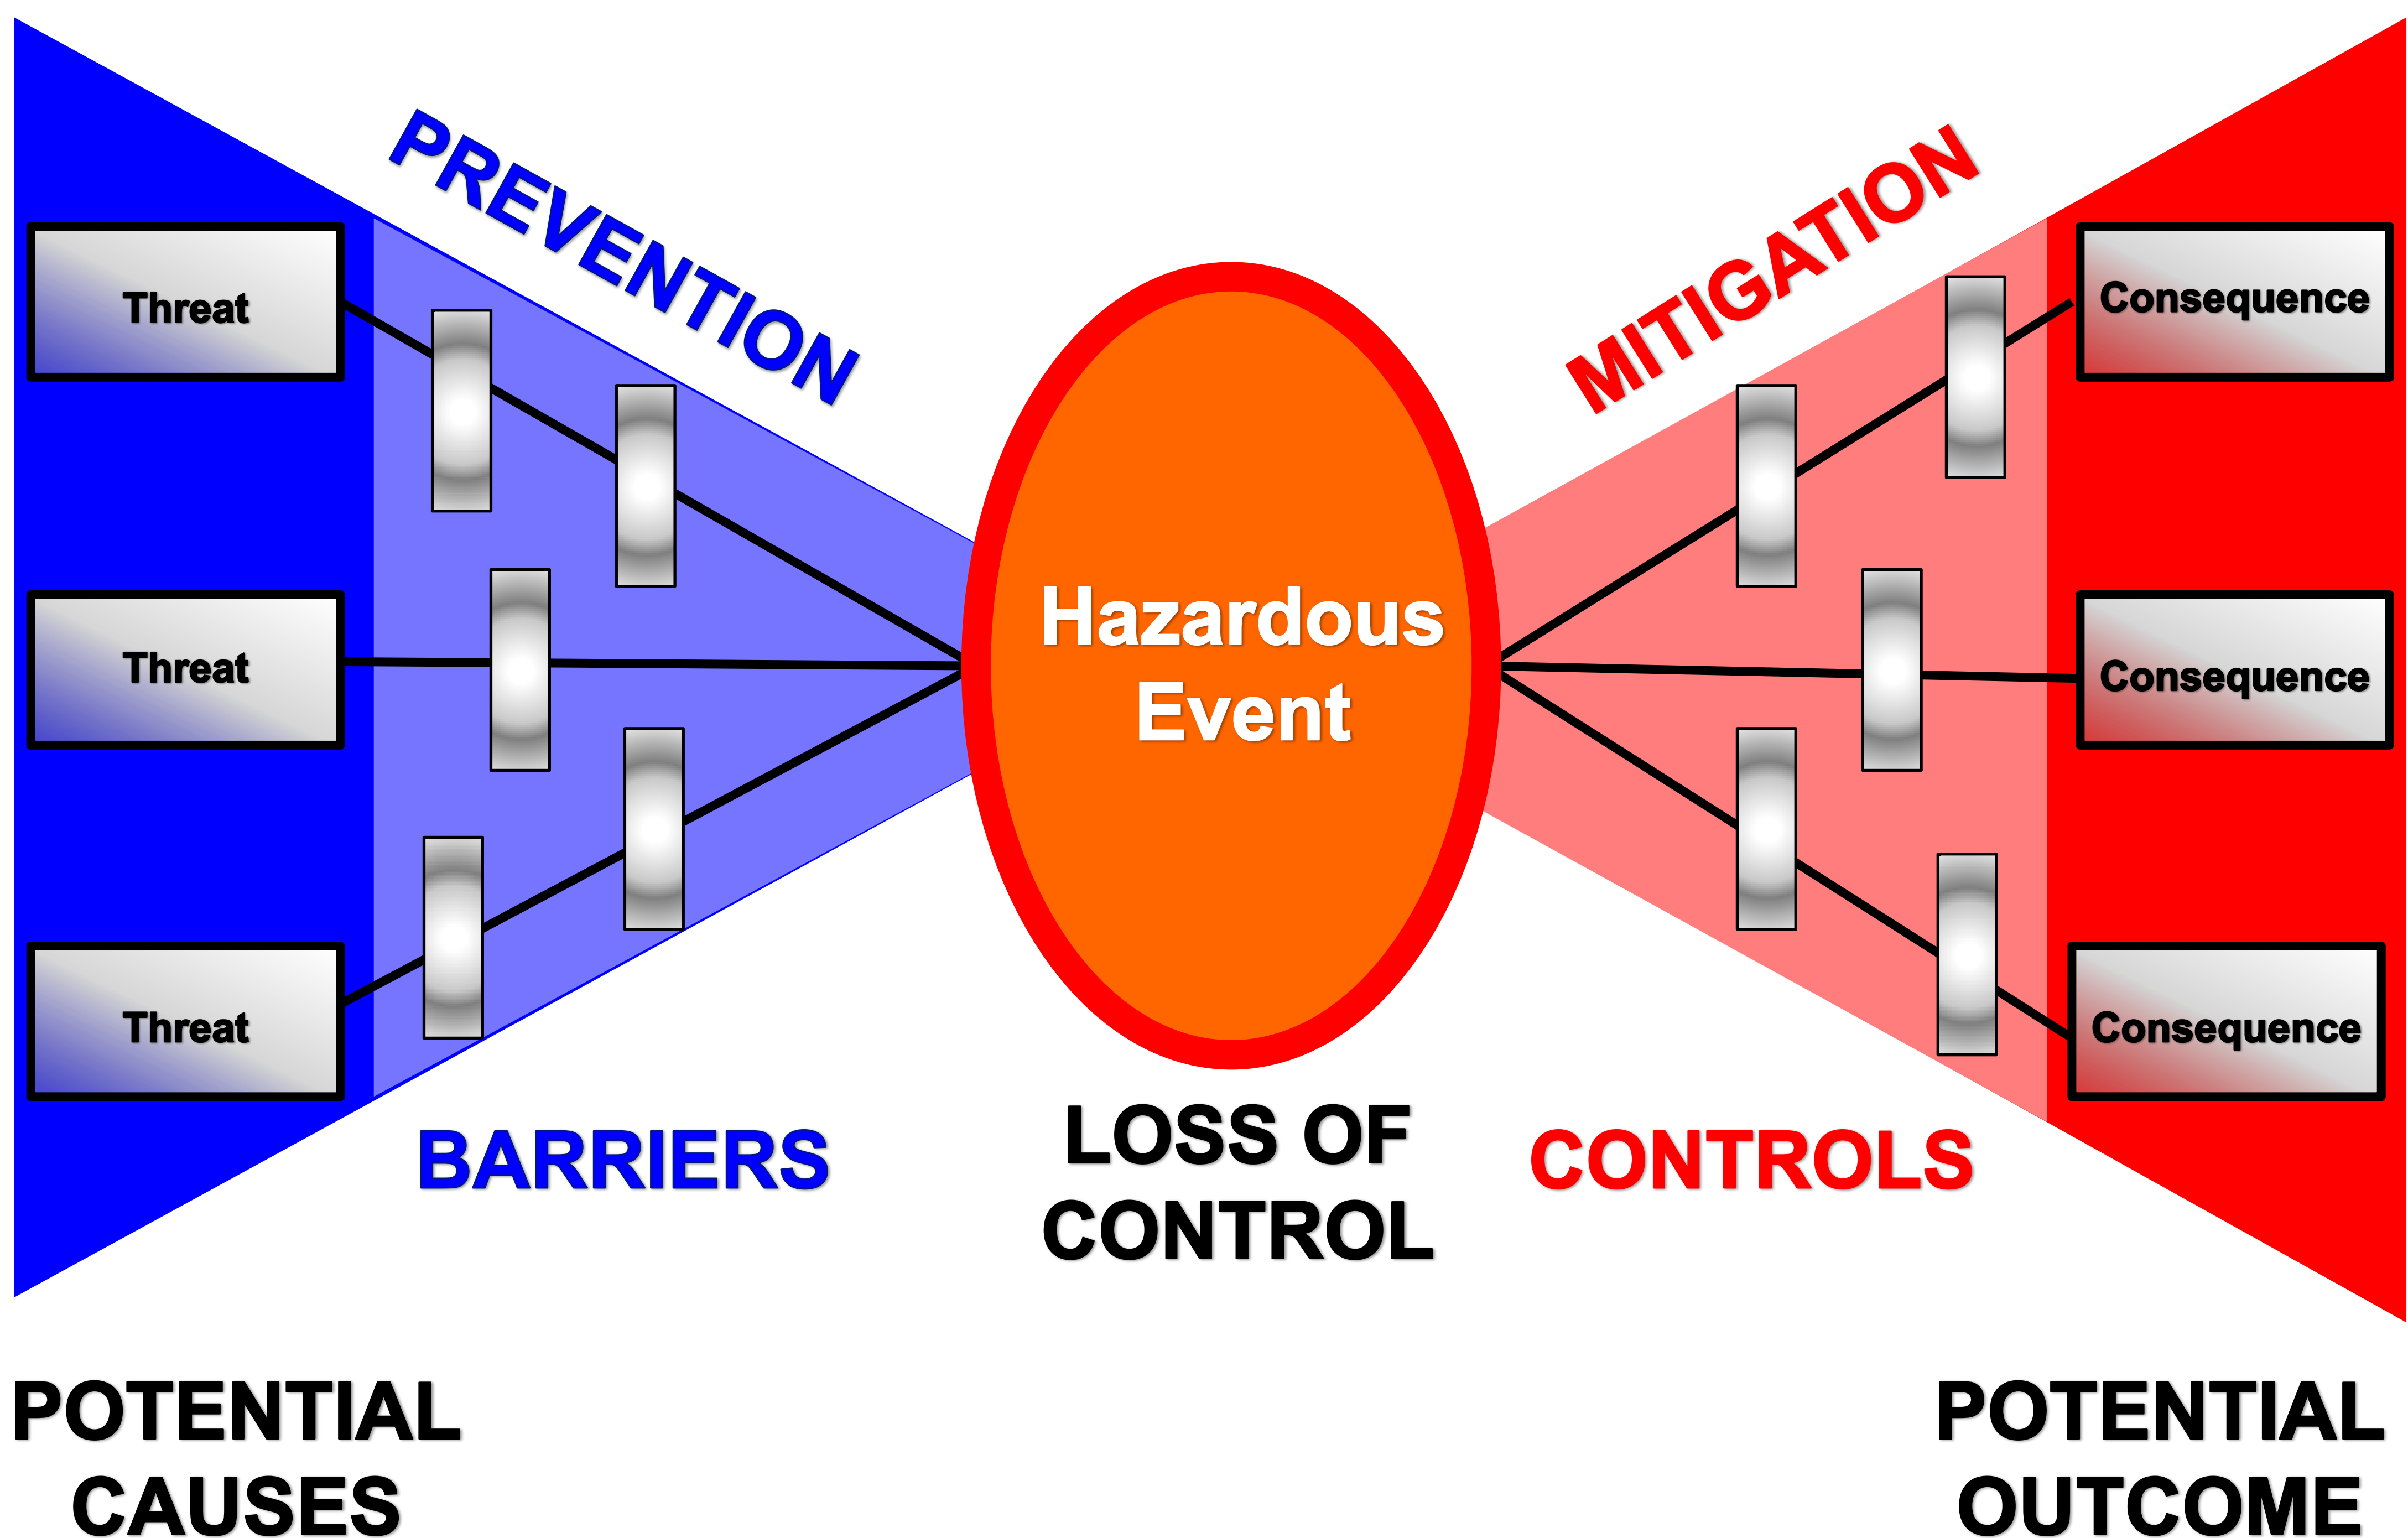 PREVENTION
MITIGATION
Threat
Threat
Threat
Hazardous
Event
Consequence
Consequence
Consequence
BARRIERS
LOSS OF
CONTROL
CONTROLS
POTENTIAL
CAUSES
POTENTIAL
OUTCOME